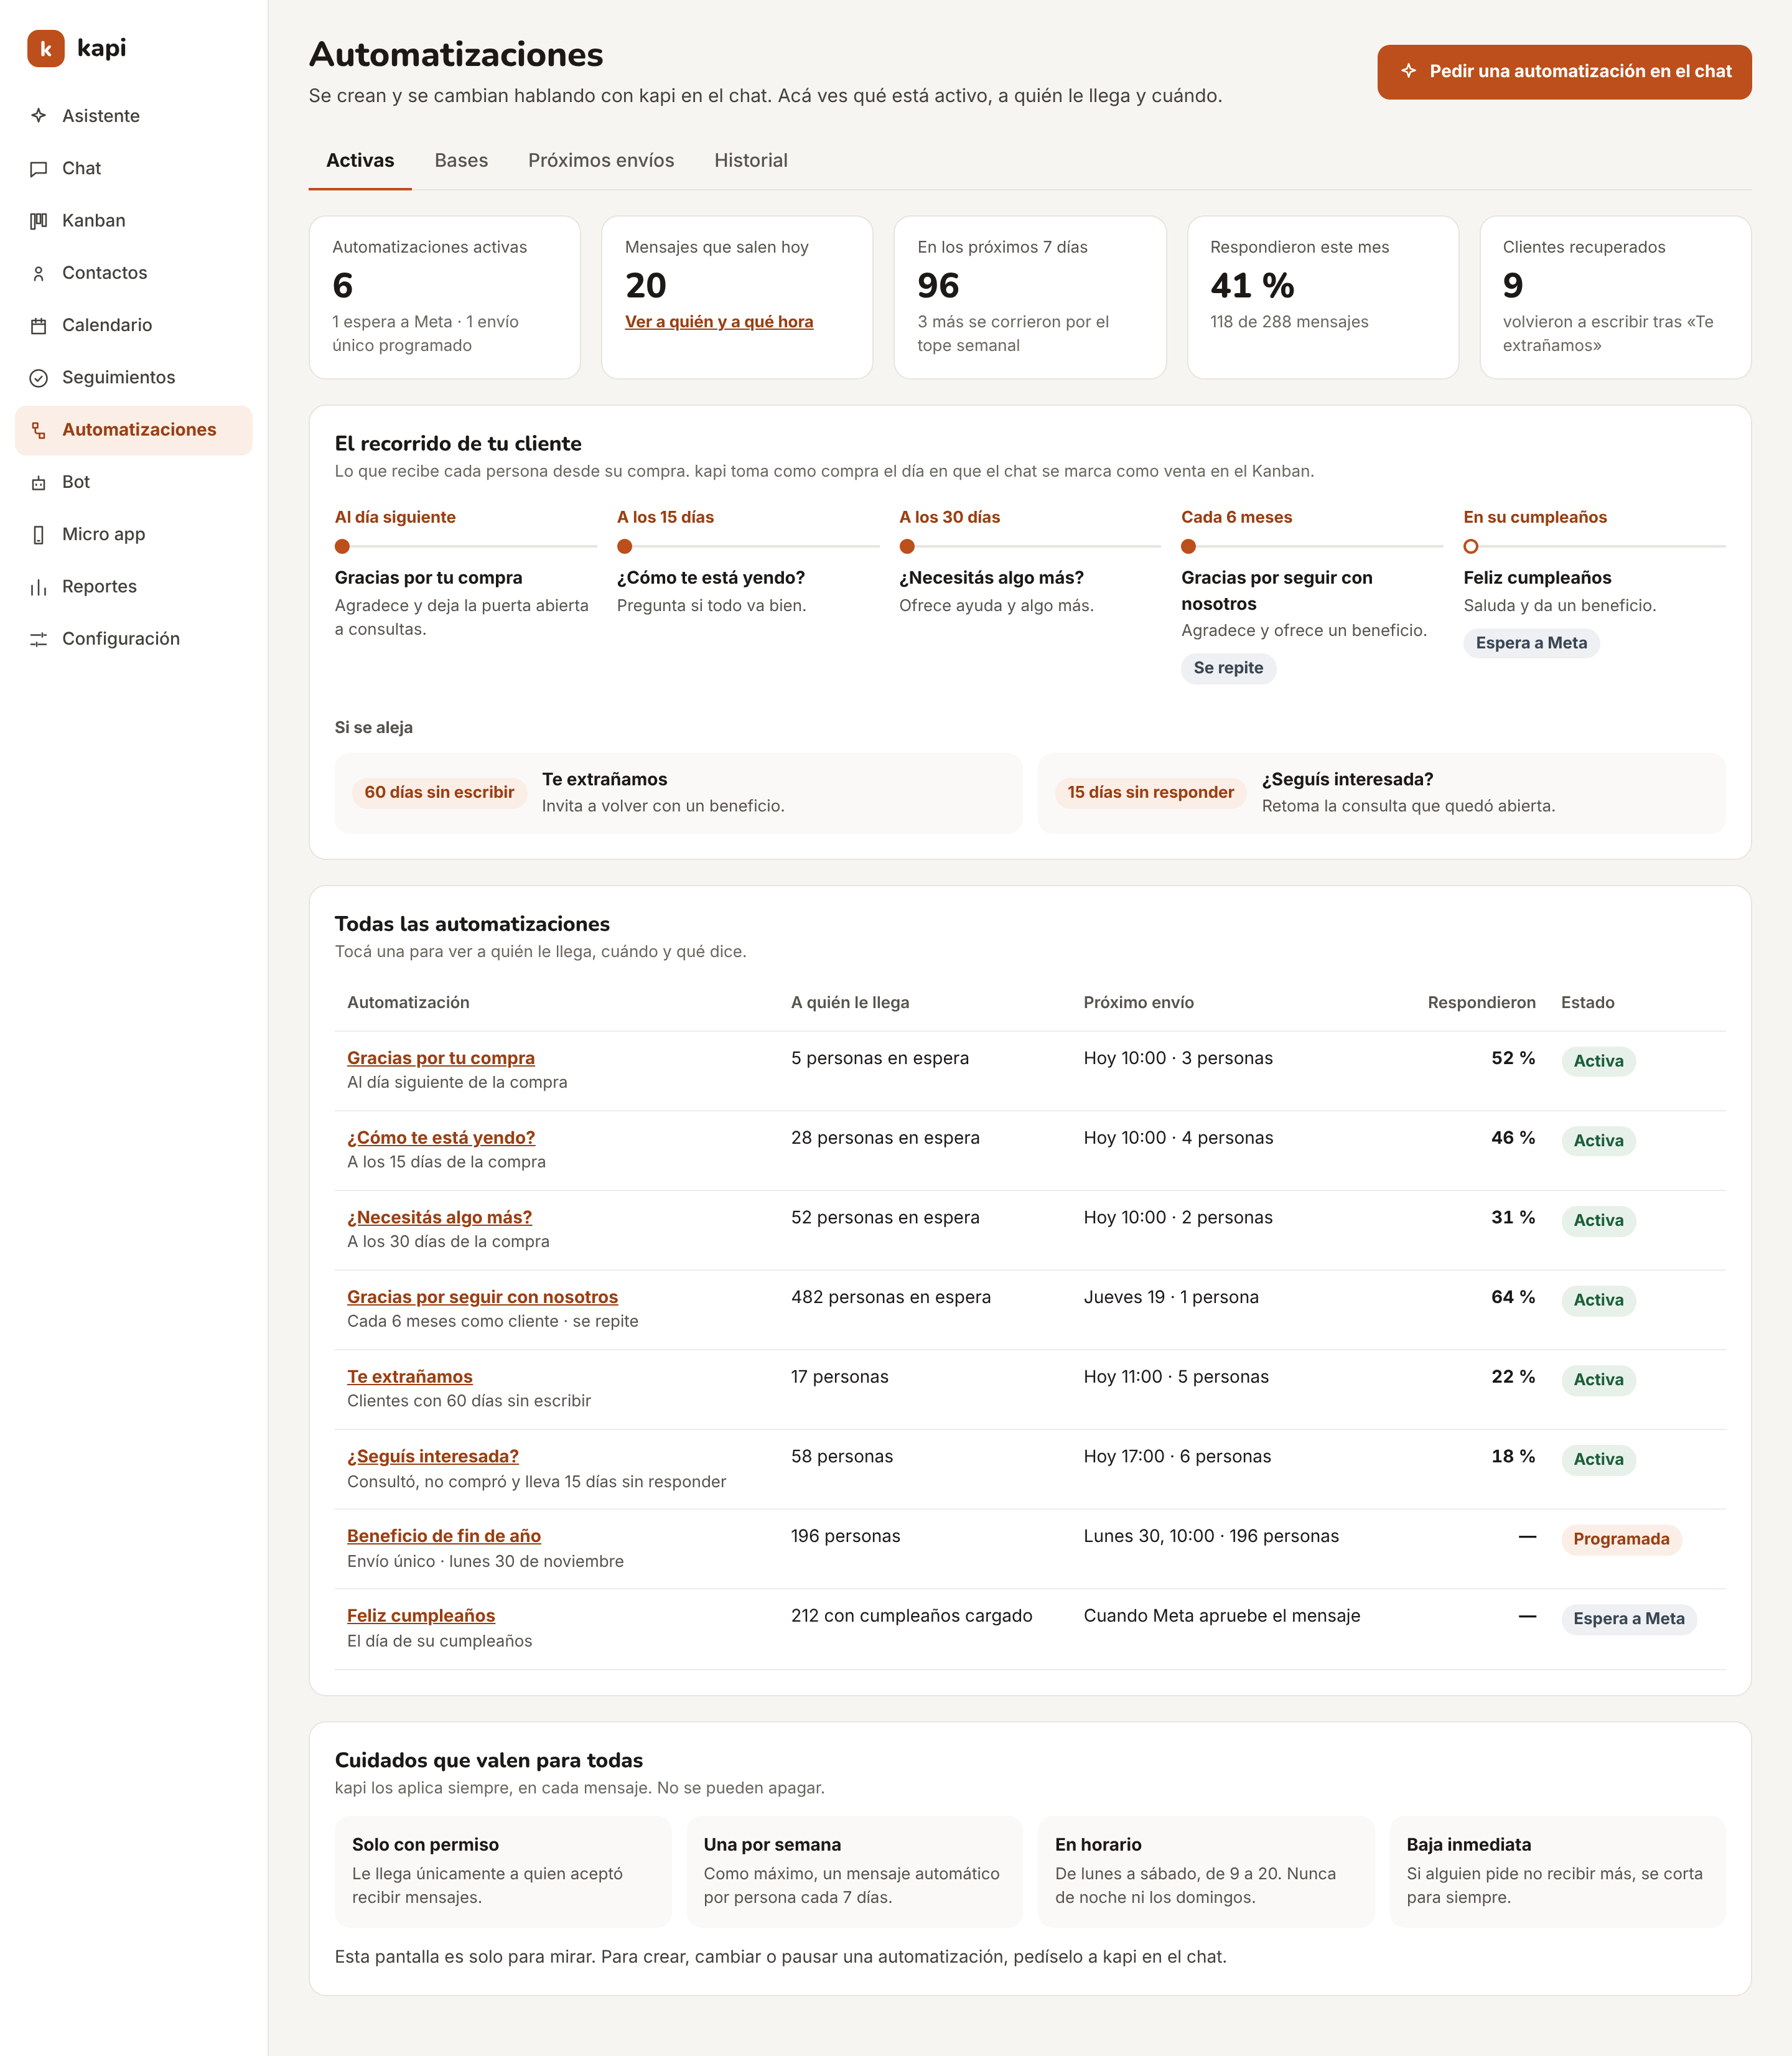 k kapi
Asistente
Chat
Kanban
Contactos
Calendario
Seguimientos
Automatizaciones
Bot
Micro app
Reportes
Configuración
Automatizaciones
Se crean y se cambian hablando con kapi en el chat. Acá ves qué está activo, a quién le llega y cuándo.
Pedir una automatización en el chat
Activas Bases Próximos envíos Historial
Automatizaciones activas
6
1 espera a Meta · 1 envío
único programado
Mensajes que salen hoy
20
Ver a quién y a qué hora
En los próximos 7 días
96
3 más se corrieron por el
tope semanal
Respondieron este mes
41 %
118 de 288 mensajes
Clientes recuperados
9
volvieron a escribir tras «Te
extrañamos»
El recorrido de tu cliente
Lo que recibe cada persona desde su compra. kapi toma como compra el día en que el chat se marca como venta en el Kanban.
Al día siguiente
Gracias por tu compra
Agradece y deja la puerta abierta
a consultas.
A los 15 días
¿Cómo te está yendo?
Pregunta si todo va bien.
A los 30 días
¿Necesitás algo más?
Ofrece ayuda y algo más.
Cada 6 meses
Gracias por seguir con
nosotros
Agradece y ofrece un beneficio.
Se repite
En su cumpleaños
Feliz cumpleaños
Saluda y da un beneficio.
Espera a Meta
Si se aleja
60 días sin escribir
Te extrañamos
Invita a volver con un beneficio.
15 días sin responder
¿Seguís interesada?
Retoma la consulta que quedó abierta.
Todas las automatizaciones
Tocá una para ver a quién le llega, cuándo y qué dice.
Automatización A quién le llega Próximo envío Respondieron Estado
Gracias por tu compra 5 personas en espera Hoy 10:00 · 3 personas 52 % Activa
Al día siguiente de la compra
¿Cómo te está yendo? 28 personas en espera Hoy 10:00 · 4 personas 46 % Activa
A los 15 días de la compra
¿Necesitás algo más? 52 personas en espera Hoy 10:00 · 2 personas 31 % Activa
A los 30 días de la compra
Gracias por seguir con nosotros 482 personas en espera Jueves 19 · 1 persona 64 % Activa
Cada 6 meses como cliente · se repite
Te extrañamos 17 personas Hoy 11:00 · 5 personas 22 % Activa
Clientes con 60 días sin escribir
¿Seguís interesada? 58 personas Hoy 17:00 · 6 personas 18 % Activa
Consultó, no compró y lleva 15 días sin responder
Beneficio de fin de año 196 personas Lunes 30, 10:00 · 196 personas — Programada
Envío único · lunes 30 de noviembre
Feliz cumpleaños 212 con cumpleaños cargado Cuando Meta apruebe el mensaje — Espera a Meta
El día de su cumpleaños
Cuidados que valen para todas
kapi los aplica siempre, en cada mensaje. No se pueden apagar.
Solo con permiso
Le llega únicamente a quien aceptó
recibir mensajes.
Una por semana
Como máximo, un mensaje automático
por persona cada 7 días.
En horario
De lunes a sábado, de 9 a 20. Nunca
de noche ni los domingos.
Baja inmediata
Si alguien pide no recibir más, se corta
para siempre.
Esta pantalla es solo para mirar. Para crear, cambiar o pausar una automatización, pedíselo a kapi en el chat.